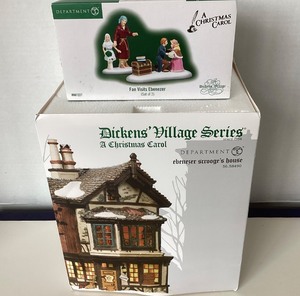 DEPARTMENT 56
A CHRISTMAS
CAROL
Fan Visits Ebenezer
Dickens' Village Series
A Christmas Carol
DEPARTMENT 56
ebenezer scrooge's house